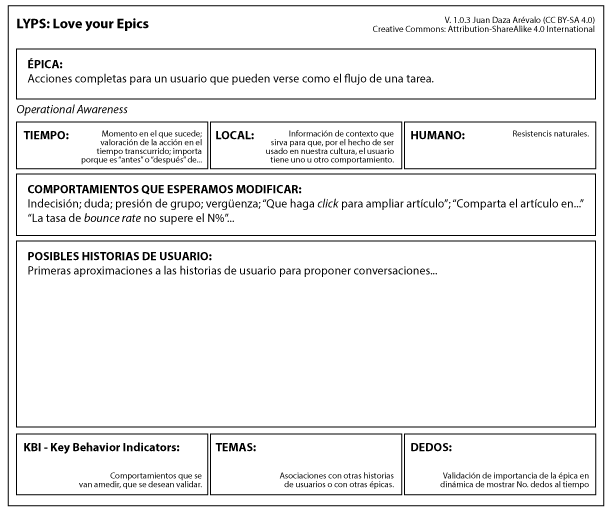 LYPS: Love your Epics
V. 1.0.3 Juan Daza Arévalo (CC BY-SA 4.0)
Creative Commons: Attribution-ShareAlike 4.0 International
ÉPICA:
Acciones completas para un usuario que pueden verse como el flujo de una tarea.
Operational Awareness
TIEMPO:
Momento en el que sucede;
valoración de la acción en el
tiempo transcurrido; importa
porque es "antes" o "después" de...
LOCAL:
Información de contexto que
sirva para que, por el hecho de ser
usado en nuestra cultura, el usuario
tiene uno u otro comportamiento.
HUMANO:
Resistencis naturales.
COMPORTAMIENTOS QUE ESPERAMOS MODIFICAR:
Indecisión; duda; presión de grupo; vergüenza; "Que haga click para ampliar artículo"; "Comparta el artículo en..."
"La tasa de bounce rate no supere el N%"...
POSIBLES HISTORIAS DE USUARIO:
Primeras aproximaciones a las historias de usuario para proponer conversaciones...
KBI - Key Behavior Indicators:
Comportamientos que se
van amedir, que se desean validar.
TEMAS:
Asociaciones con otras historias
de usuarios o con otras épicas.
DEDOS:
Validación de importancia de la épica en
dinámica de mostrar No. dedos al tiempo